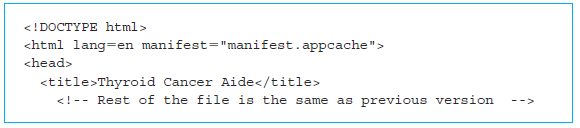 <!DOCTYPE html>
<html lang=en manifest="manifest.appcache">
<head>
<title>Thyroid Cancer Aide</title>
<!-- Rest of the file is the same as previous version -->